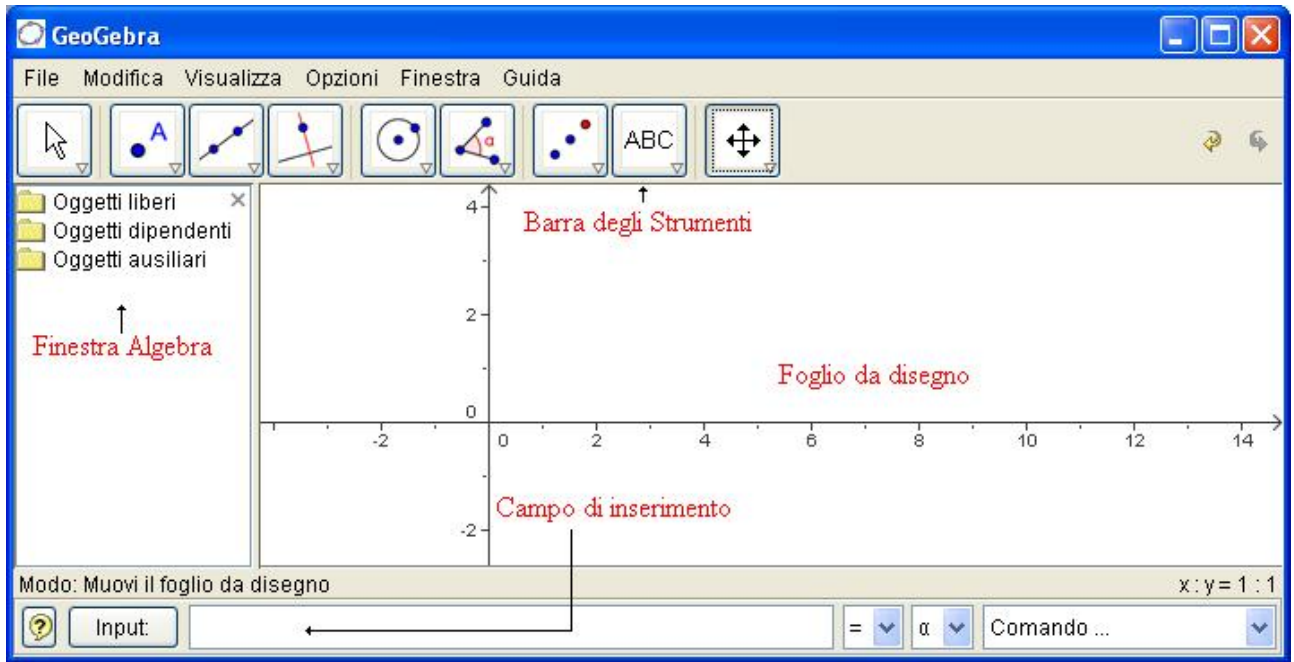 GeoGebra
File Modifica Visualizza Opzioni Finestra Guida
A
α
ABC
Oggetti liberi
Oggetti dipendenti
Oggetti ausiliari
Finestra Algebra
Barra degli Strumenti
4
2
Foglio da disegno
0
-2 0 2 4 6 8 10 12 14
Campo di inserimento
-2
Modo: Muovi il foglio da disegno x : y = 1 : 1
? Input: = α Comando ...